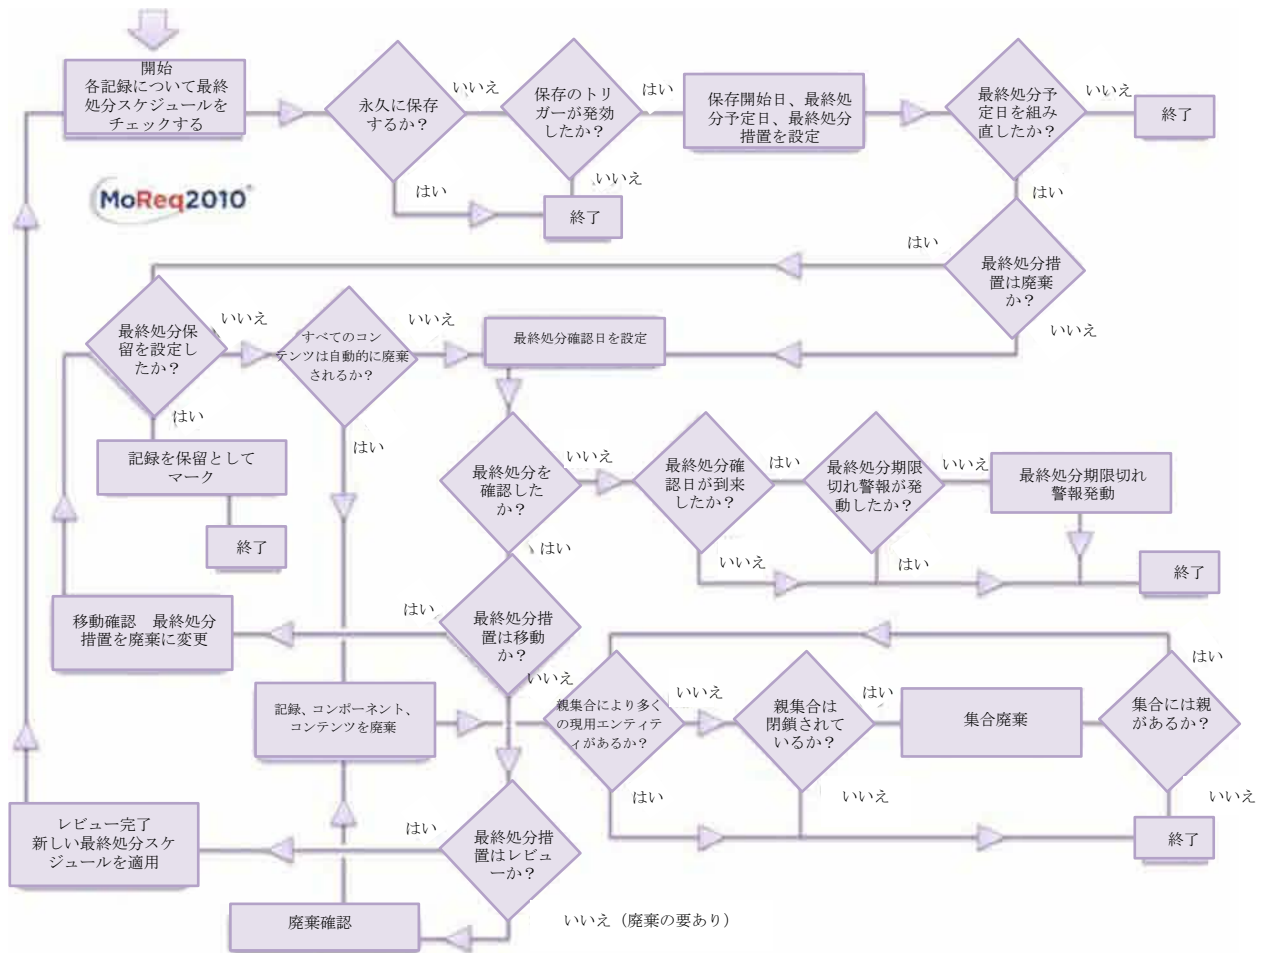 開始
各記録について最終
処分スケジュールを
チェックする
永久に保存
するか？
いいえ
はい
保存のトリ
ガーが発効
したか？
はい
いいえ
終了
保存開始日、最終処
分予定日、最終処分
措置を設定
最終処分予
定日を組み
直したか？
いいえ
終了
はい
MoReq2010
最終処分措
置は廃棄
か？
はい
いいえ
最終処分保
留を設定し
たか？
いいえ
はい
記録を保留として
マーク
終了
すべてのコン
テンツは自動的に廃棄
されるか？
いいえ
はい
最終処分確認日を設定
最終処分を
確認した
か？
いいえ
はい
最終処分確
認日が到来
したか？
はい
いいえ
最終処分期限
切れ警報が発
動したか？
いいえ
はい
最終処分期限切れ
警報発動
終了
最終処分措
置は移動
か？
はい
いいえ
移動確認　最終処分
措置を廃棄に変更
記録、コンポーネント、
コンテンツを廃棄
親集合により多く
の現用エンティテ
ィがあるか？
いいえ
はい
親集合は
閉鎖されて
いるか？
はい
いいえ
集合廃棄
集合には親
があるか？
はい
いいえ
終了
最終処分措
置はレビュ
ーか？
はい
いいえ（廃棄の要あり）
レビュー完了
新しい最終処分スケ
ジュールを適用
廃棄確認